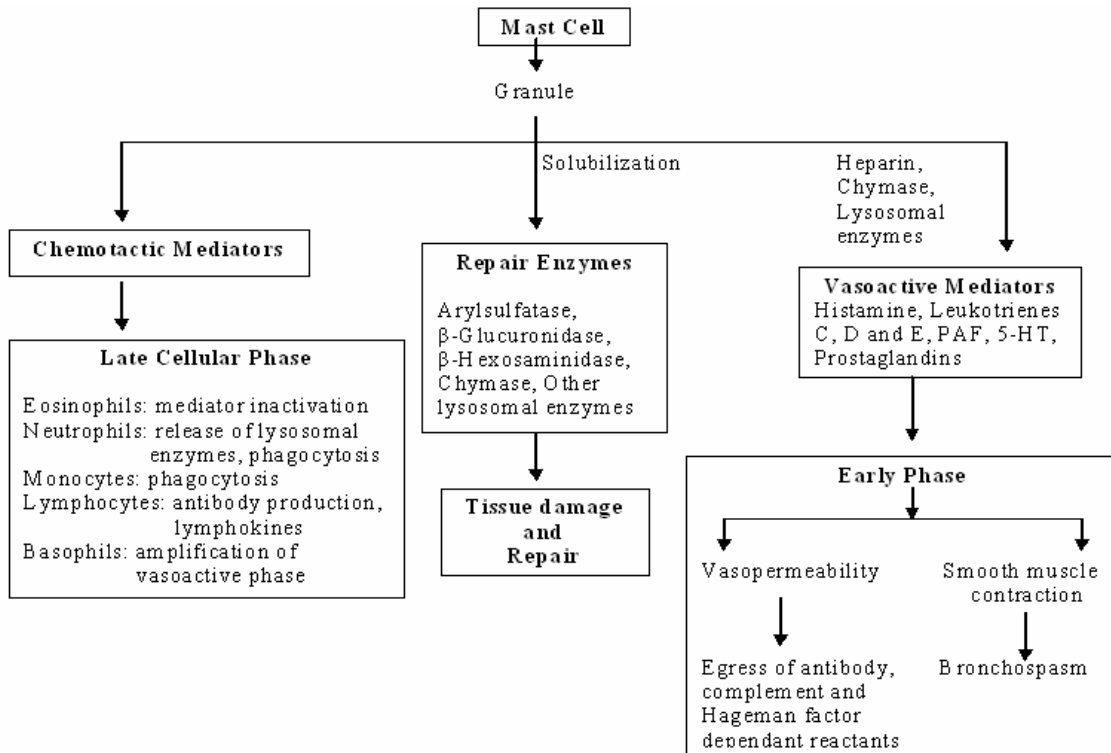 Mast Cell
Granule
Solubilization
Heparin,
Chymase,
Lysosomal
enzymes
Chemotactic Mediators
Late Cellular Phase
Eosinophils: mediator inactivation
Neutrophils: release of lysosomal
enzymes, phagocytosis
Monocytes: phagocytosis
Lymphocytes: antibody production,
lymphokines
Basophils: amplification of
vasoactive phase
Repair Enzymes
Arylsulfatase,
β-Glucuronidase,
β-Hexosaminidase,
Chymase, Other
lysosomal enzymes
Tissue damage
and
Repair
Vasoactive Mediators
Histamine, Leukotrienes
C, D and E, PAF, 5-HT,
Prostaglandins
Early Phase
Vasopermeability
Egress of antibody,
complement and
Hageman factor
dependant reactants
Smooth muscle
contraction
Bronchospasm